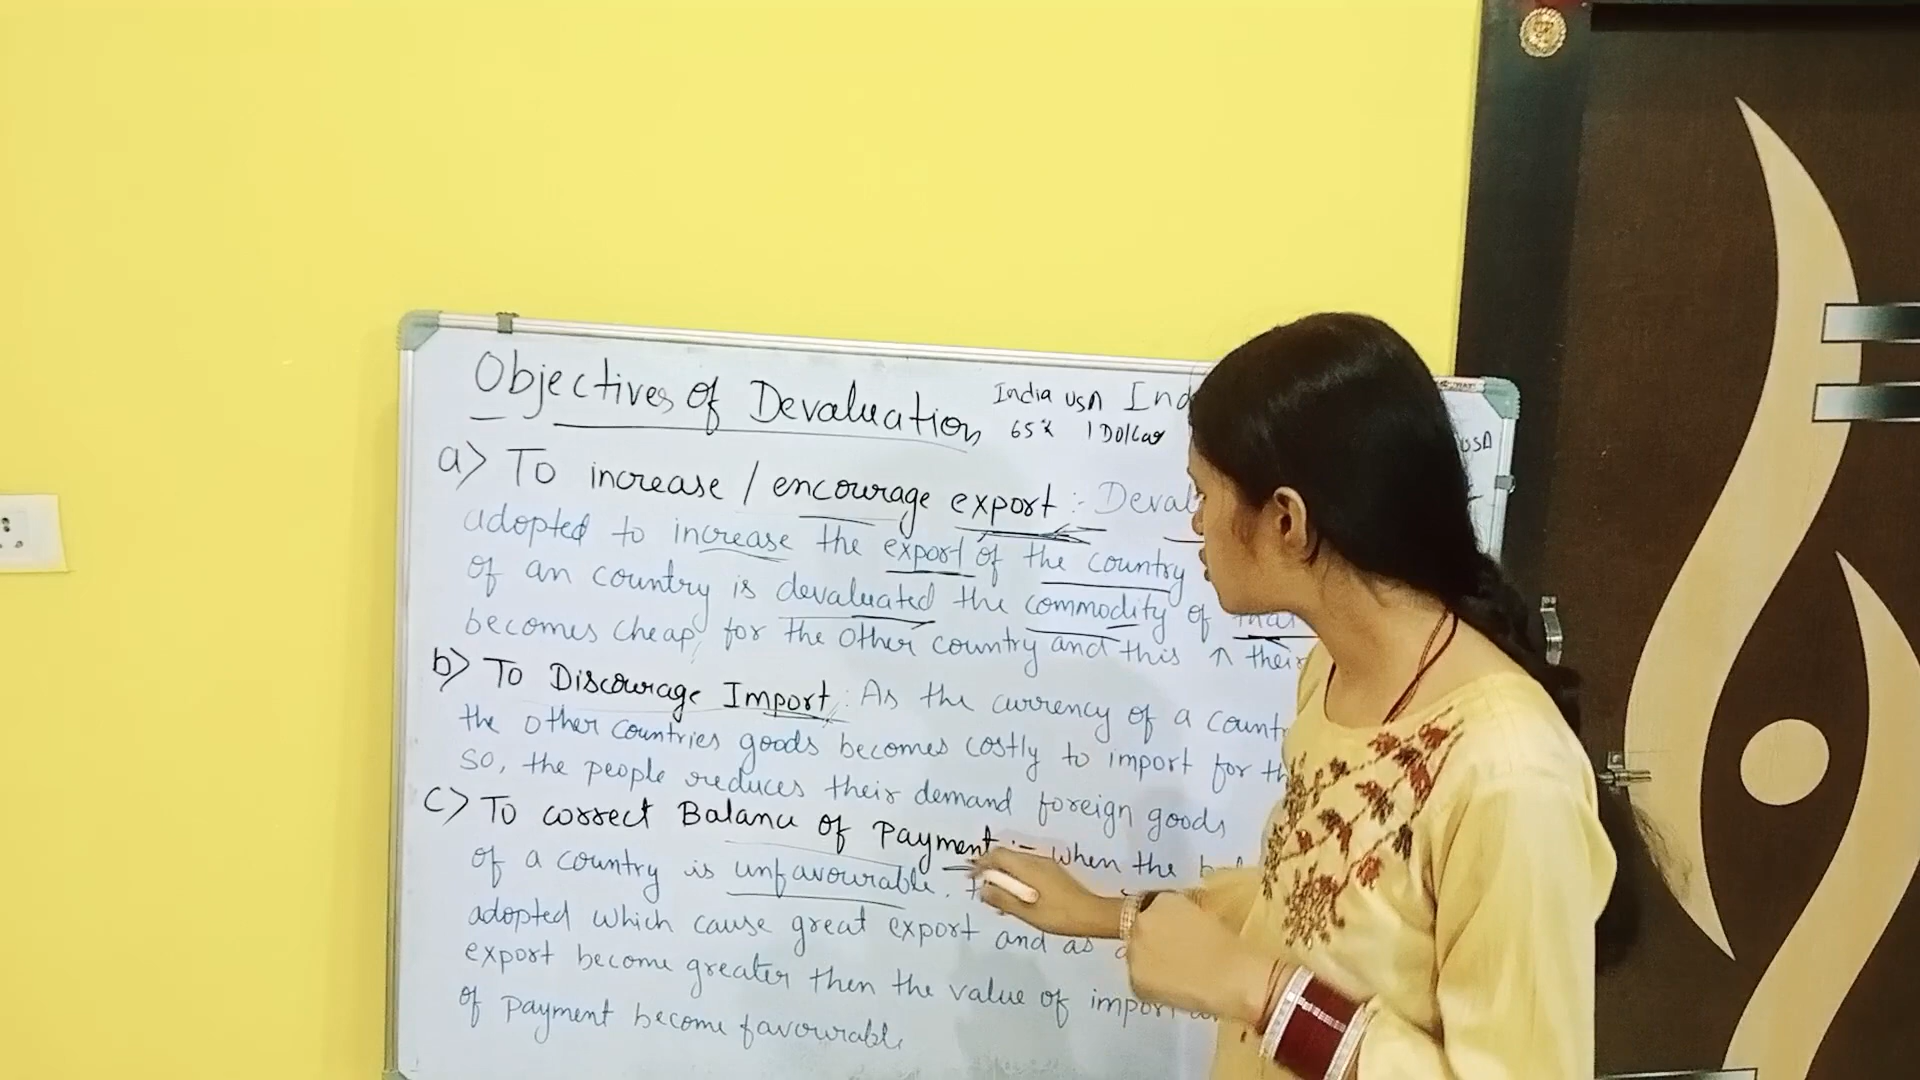 Objectives of Devaluation India USA Ind USA
65₹ 1 Dollar
a) To increase / encourage export :- Deval
adopted to increase the export of the country
of an country is devaluated the commodity of that
becomes cheap, for the other country and this ↑ their
b) To Discourage Import : As the currency of a count
the other countries goods becomes costly to import for th
So, the people reduces their demand foreign goods
c) To correct Balance of Payment :- when the
of a country is unfavourable.
adopted which cause great export and as a
export become greater then the value of import
of payment become favourable